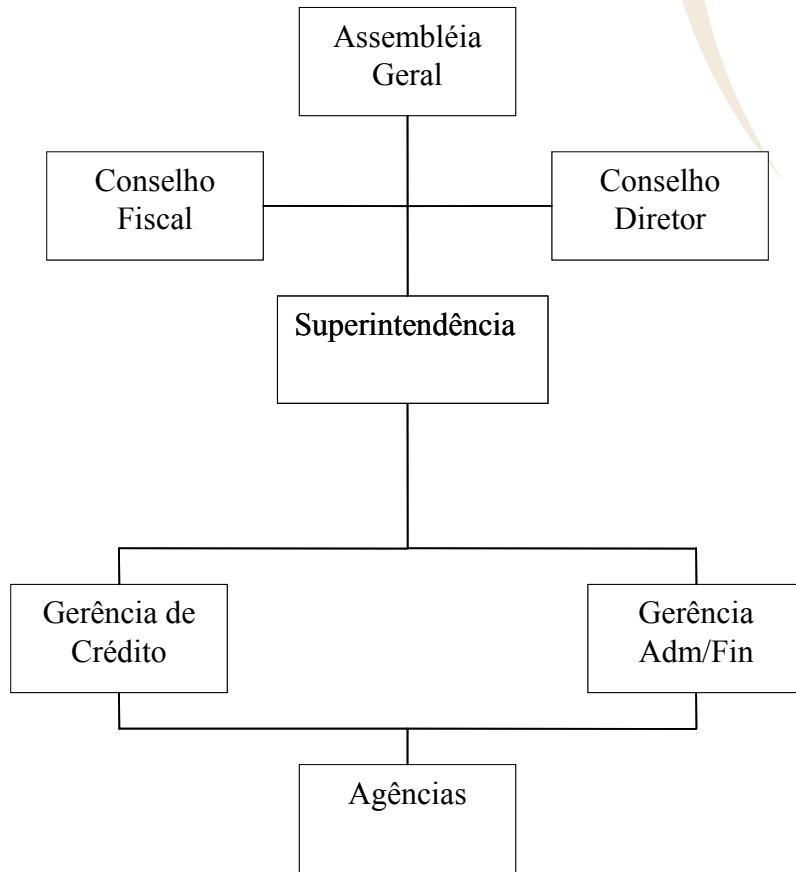 Assembléia
Geral
Conselho
Fiscal
Conselho
Diretor
Superintendência
Gerência de
Crédito
Gerência
Adm/Fin
Agências